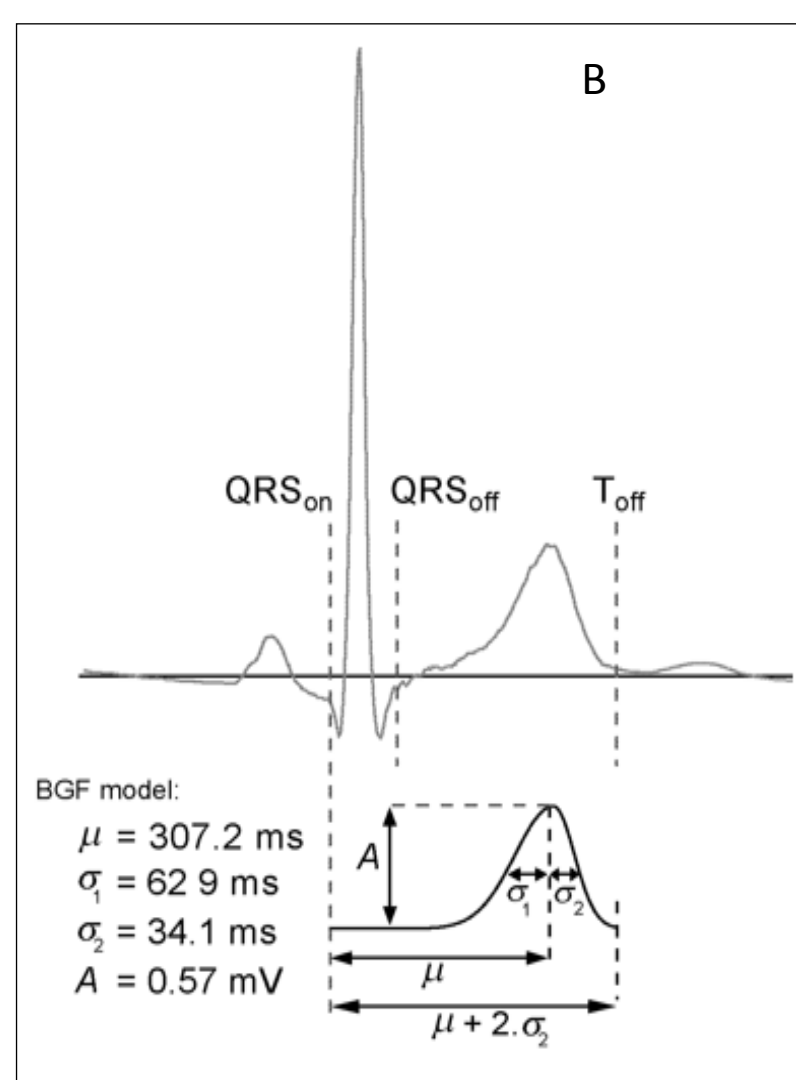 B
QRSon QRSoff Toff
BGF model:
μ = 307.2 ms
σ1 = 62 9 ms
σ2 = 34.1 ms
A = 0.57 mV
A
σ1 σ2
μ
μ + 2.σ2